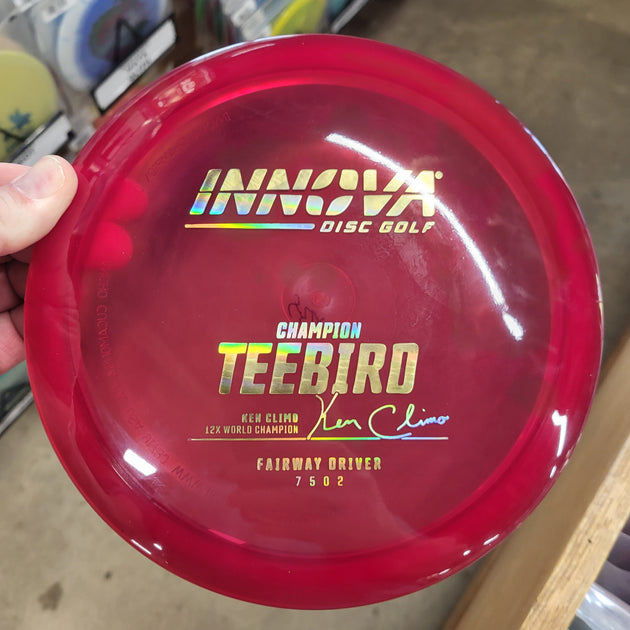 INNOVA
DISC GOLF
CHAMPION
TEEBIRD
KEN CLIMO
12X WORLD CHAMPION
Ken Climo
FAIRWAY DRIVER
7 5 0 2